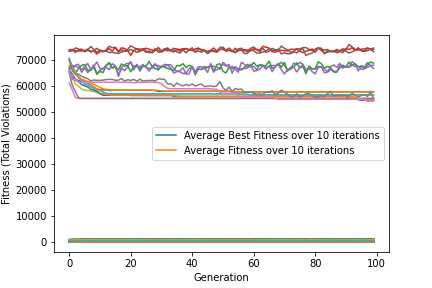 70000
60000
50000
40000
30000
20000
10000
0
Fitness (Total Violations)
Average Best Fitness over 10 iterations
Average Fitness over 10 iterations
0 20 40 60 80 100
Generation